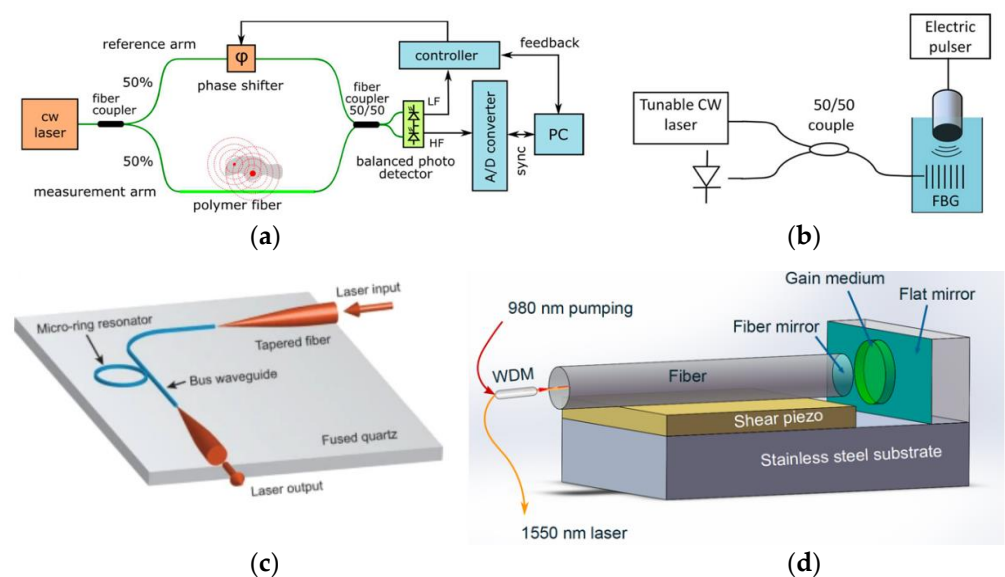 reference arm
φ
phase shifter
controller
feedback
50%
fiber
coupler
cw
laser
50%
fiber
coupler
50/50
LF
HF
balanced photo
detector
A/D converter
sync
PC
measurement arm
polymer fiber
(a)
Electric
pulser
Tunable CW
laser
50/50
couple
FBG
(b)
Laser input
Micro-ring resonator
Tapered fiber
Bus waveguide
Fused quartz
Laser output
(c)
Gain medium
980 nm pumping
Flat mirror
Fiber mirror
WDM
Fiber
Shear piezo
Stainless steel substrate
1550 nm laser
(d)